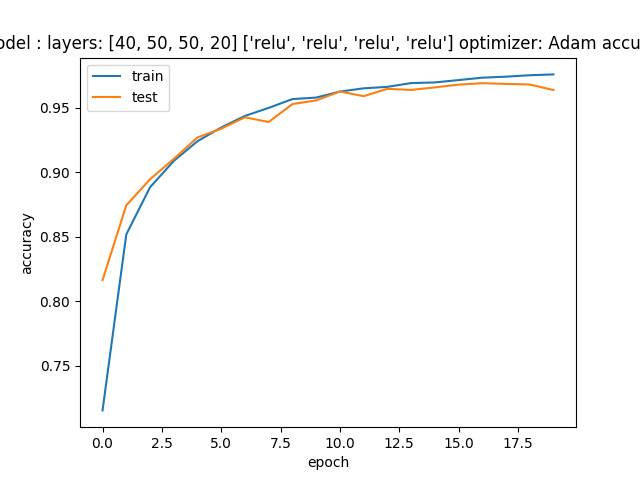 odel : layers: [40, 50, 50, 20] ['relu', 'relu', 'relu', 'relu'] optimizer: Adam accu
train
test
0.95
0.90
0.85
0.80
0.75
accuracy
0.0 2.5 5.0 7.5 10.0 12.5 15.0 17.5
epoch